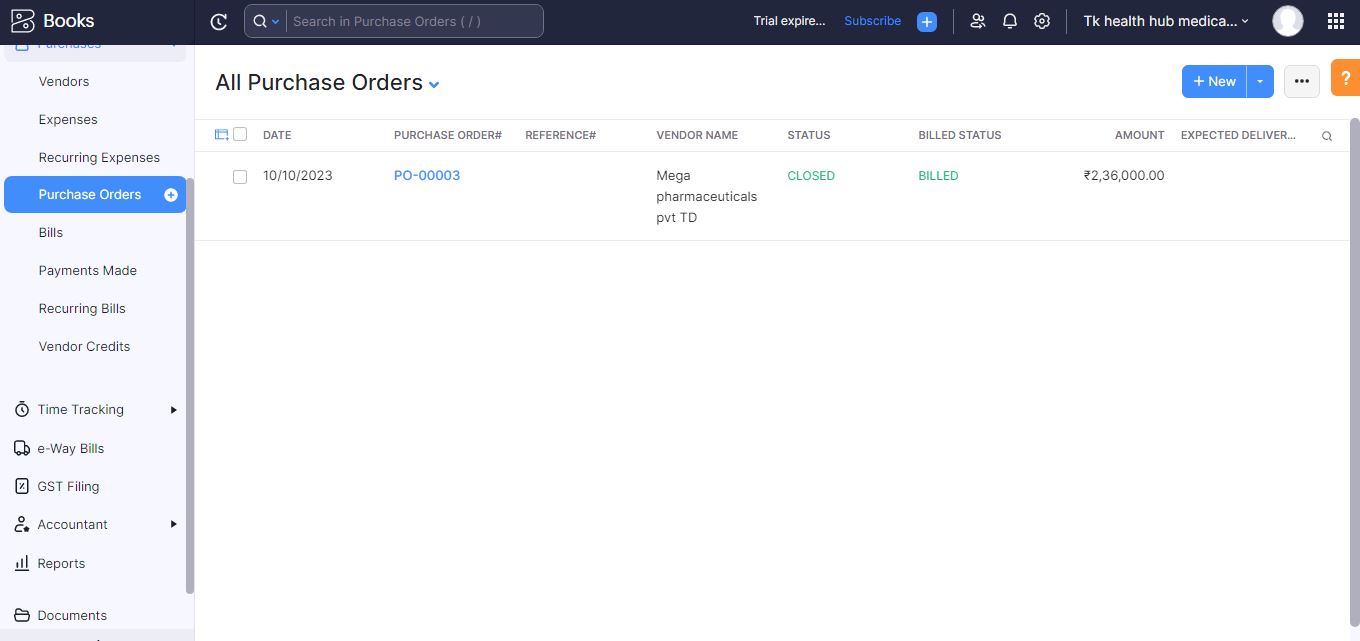 Books
Search in Purchase Orders ( / )
Trial expire...
Subscribe
Tk health hub medica...
Purchases
Vendors
Expenses
Recurring Expenses
Purchase Orders
Bills
Payments Made
Recurring Bills
Vendor Credits
Time Tracking
e-Way Bills
GST Filing
Accountant
Reports
Documents
All Purchase Orders
+ New
?
DATE PURCHASE ORDER# REFERENCE# VENDOR NAME STATUS BILLED STATUS AMOUNT EXPECTED DELIVER...
10/10/2023 PO-00003 Mega CLOSED BILLED ₹2,36,000.00
pharmaceuticals
pvt TD